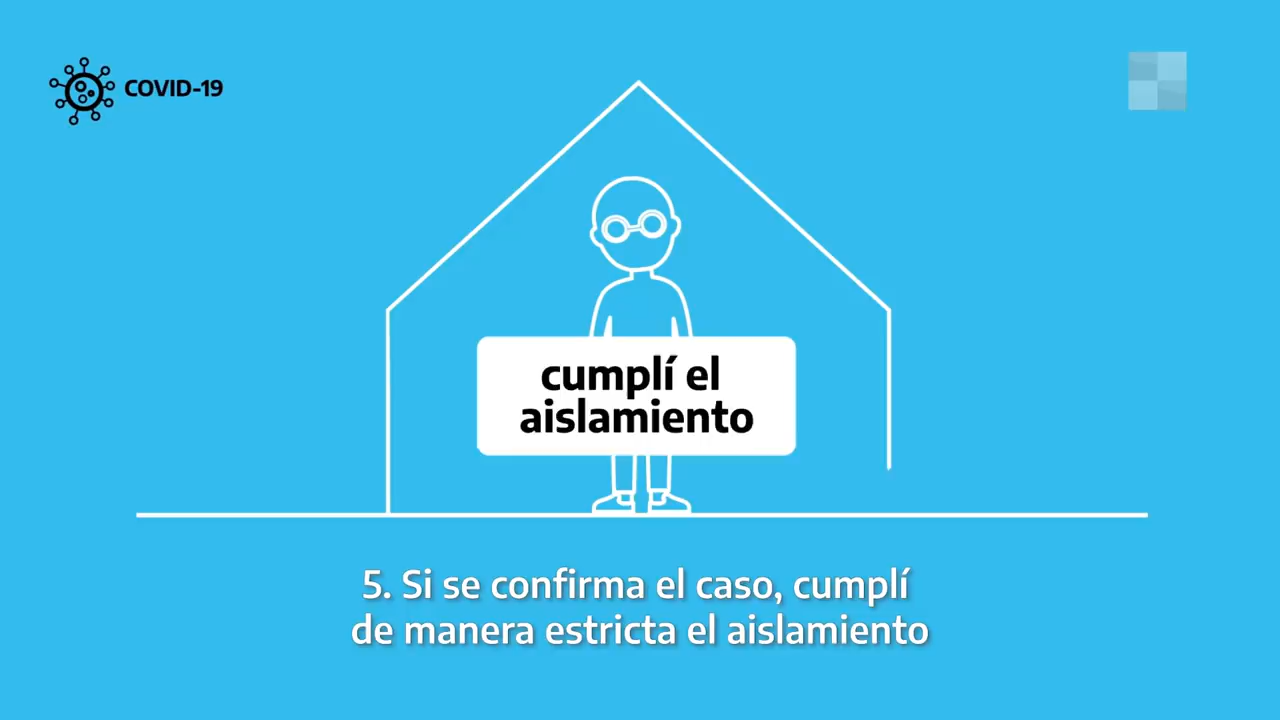 COVID-19
cumplí el
aislamiento
5. Si se confirma el caso, cumplí
de manera estricta el aislamiento